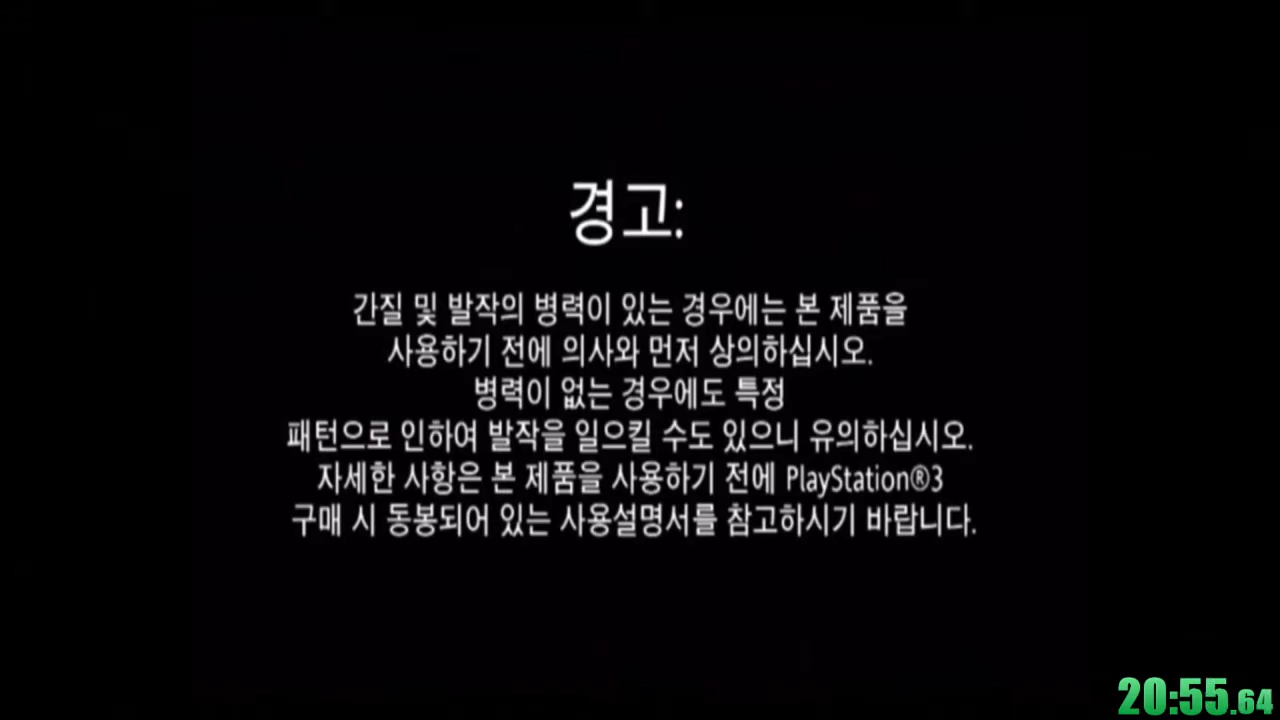 경고:
간질 및 발작의 병력이 있는 경우에는 본 제품을
사용하기 전에 의사와 먼저 상의하십시오.
병력이 없는 경우에도 특정
패턴으로 인하여 발작을 일으킬 수도 있으니 유의하십시오.
자세한 사항은 본 제품을 사용하기 전에 PlayStation®3
구매 시 동봉되어 있는 사용설명서를 참고하시기 바랍니다.
20:55.64